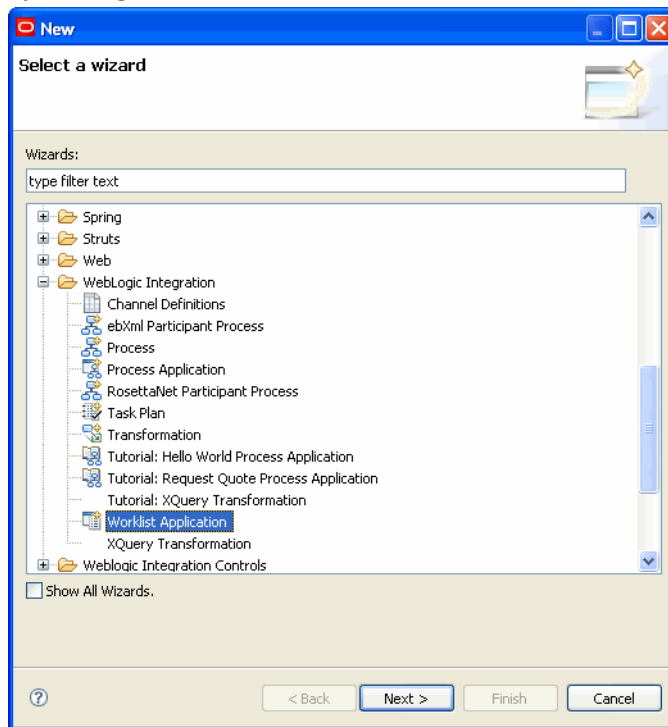 New
Select a wizard
Wizards:
type filter text
Spring
Struts
Web
WebLogic Integration
Channel Definitions
ebXml Participant Process
Process
Process Application
RosettaNet Participant Process
Task Plan
Transformation
Tutorial: Hello World Process Application
Tutorial: Request Quote Process Application
Tutorial: XQuery Transformation
Worklist Application
XQuery Transformation
Weblogic Integration Controls
Show All Wizards.
? < Back Next > Finish Cancel